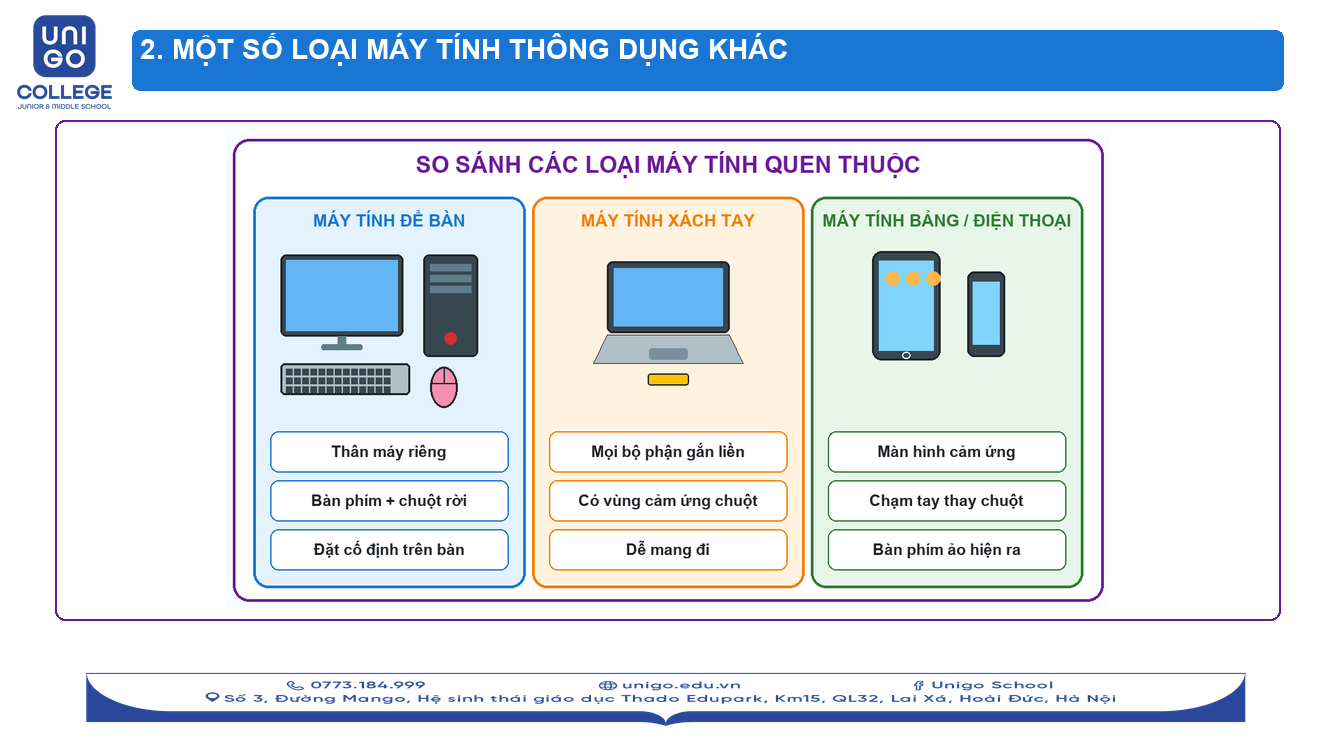 UNI
GO
COLLEGE
JUNIOR & MIDDLE SCHOOL
2. MỘT SỐ LOẠI MÁY TÍNH THÔNG DỤNG KHÁC
SO SÁNH CÁC LOẠI MÁY TÍNH QUEN THUỘC
MÁY TÍNH ĐỂ BÀN
Thân máy riêng
Bàn phím + chuột rời
Đặt cố định trên bàn
MÁY TÍNH XÁCH TAY
Mọi bộ phận gắn liền
Có vùng cảm ứng chuột
Dễ mang đi
MÁY TÍNH BẢNG / ĐIỆN THOẠI
Màn hình cảm ứng
Chạm tay thay chuột
Bàn phím ảo hiện ra
0773.184.999
unigo.edu.vn
Unigo School
Số 3, Đường Mango, Hệ sinh thái giáo dục Thado Edupark, Km15, QL32, Lai Xá, Hoài Đức, Hà Nội